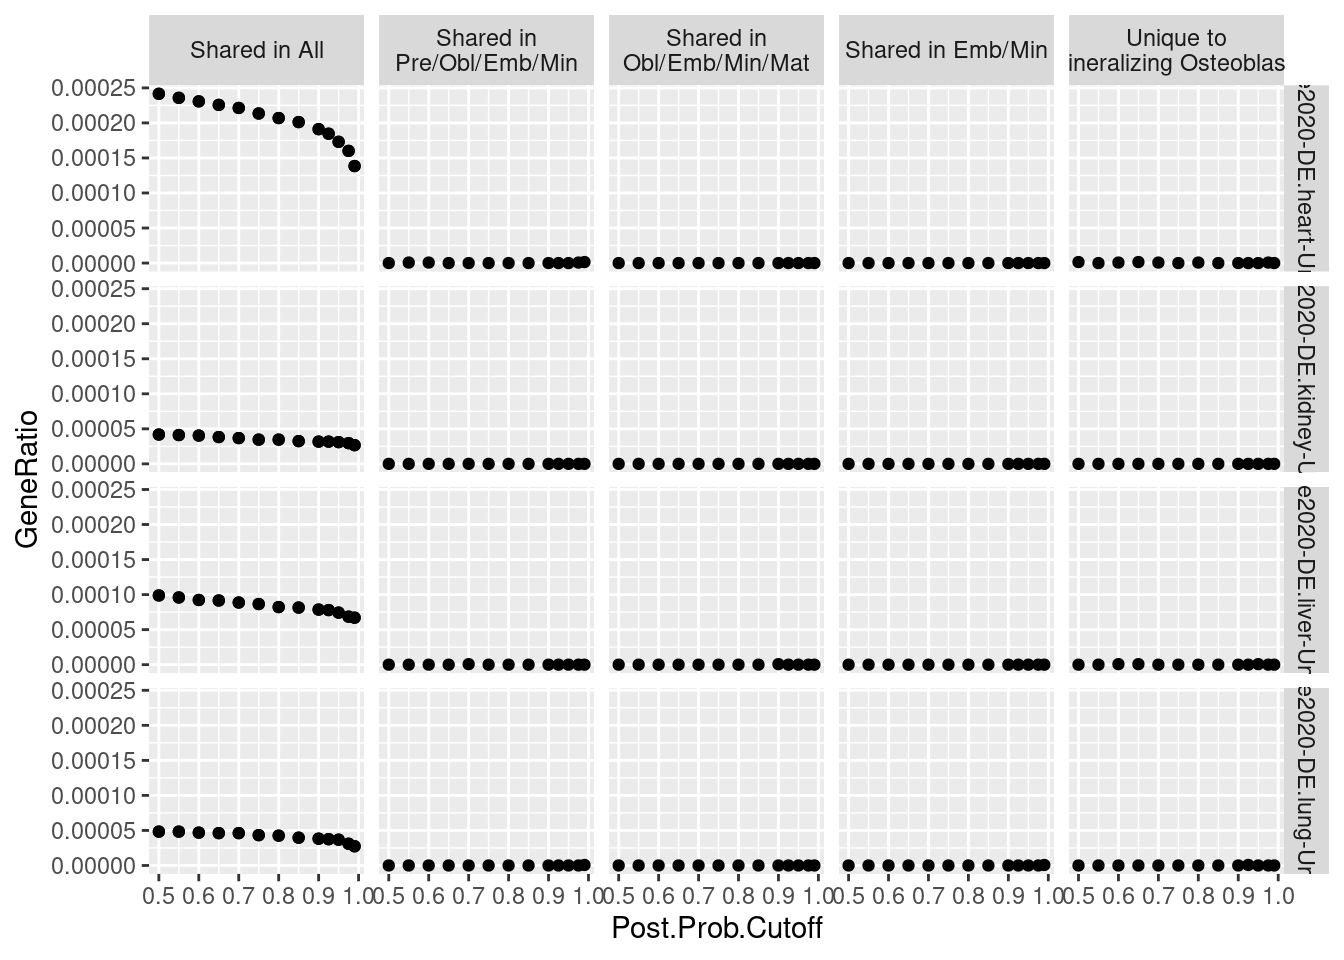 Shared in All
Shared in
Pre/Obl/Emb/Min
Shared in
Obl/Emb/Min/Mat
Shared in Emb/Min
Unique to
ineralizing Osteoblas
0.00025
0.00020
0.00015
0.00010
0.00005
0.00000
e2020-DE.heart-Un
0.00025
0.00020
0.00015
0.00010
0.00005
0.00000
2020-DE.kidney-U
0.00025
0.00020
0.00015
0.00010
0.00005
0.00000
e2020-DE.liver-Un
0.00025
0.00020
0.00015
0.00010
0.00005
0.00000
e2020-DE.lung-Un
GeneRatio
0.5 0.6 0.7 0.8 0.9 1.0
0.5 0.6 0.7 0.8 0.9 1.0
0.5 0.6 0.7 0.8 0.9 1.0
0.5 0.6 0.7 0.8 0.9 1.0
0.5 0.6 0.7 0.8 0.9 1.0
Post.Prob.Cutoff